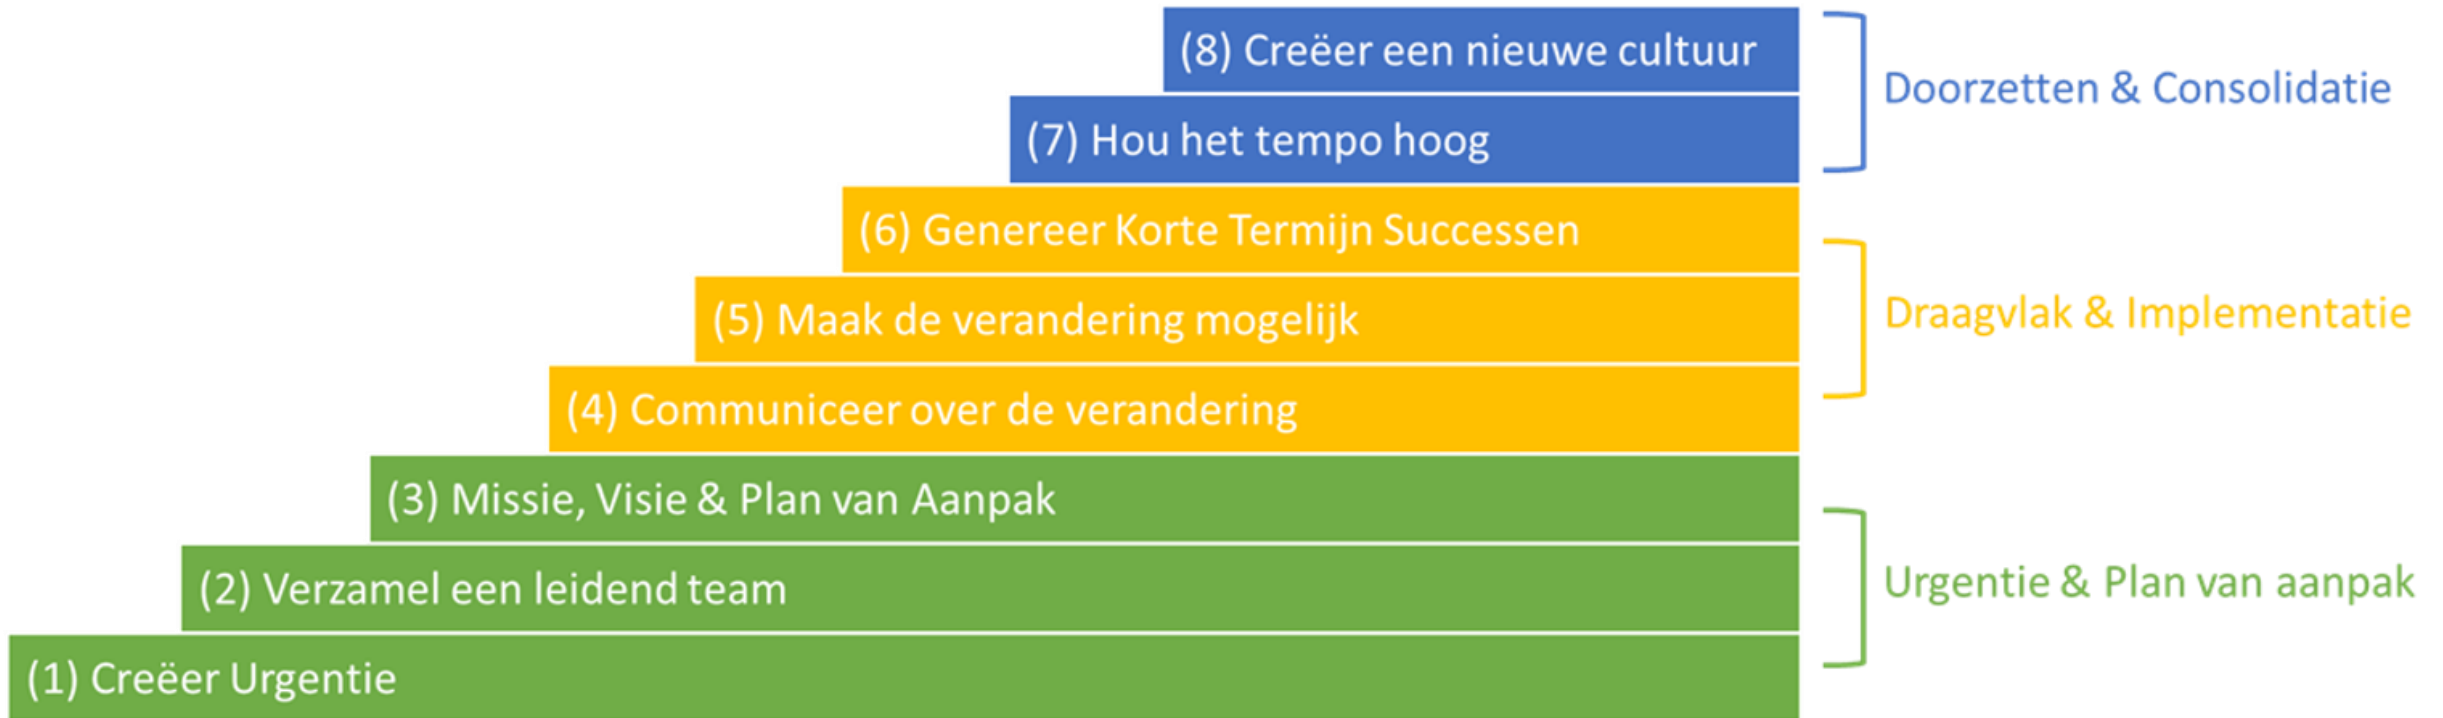 (8) Creëer een nieuwe cultuur
(7) Hou het tempo hoog
Doorzetten & Consolidatie
(6) Genereer Korte Termijn Successen
(5) Maak de verandering mogelijk
(4) Communiceer over de verandering
Draagvlak & Implementatie
(3) Missie, Visie & Plan van Aanpak
(2) Verzamel een leidend team
(1) Creëer Urgentie
Urgentie & Plan van aanpak